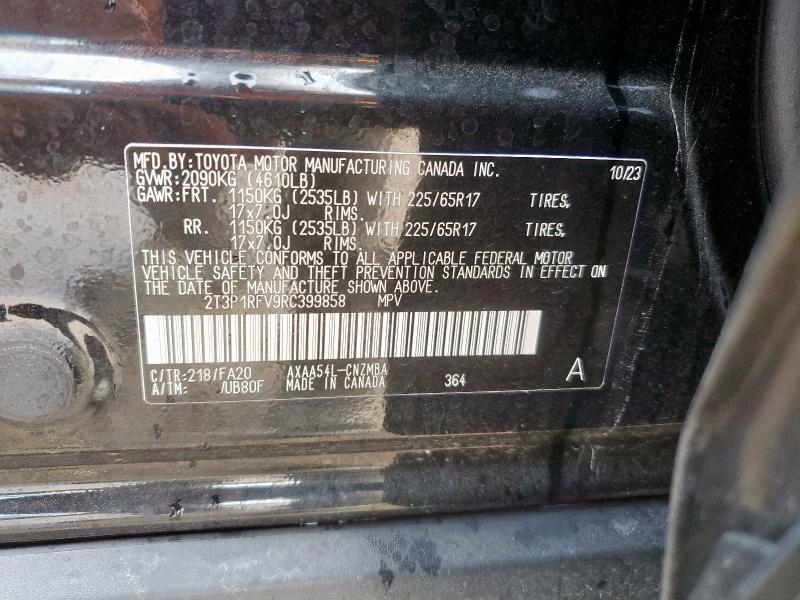 MFD.BY:TOYOTA MOTOR MANUFACTURING CANADA INC. 10/23
GVWR:2090KG (4610LB)
GAWR:FRT. 1150KG (2535LB) WITH 225/65R17 TIRES,
17x7.0J RIMS.
RR. 1150KG (2535LB) WITH 225/65R17 TIRES,
17x7.0J RIMS.
THIS VEHICLE CONFORMS TO ALL APPLICABLE FEDERAL MOTOR
VEHICLE SAFETY AND THEFT PREVENTION STANDARDS IN EFFECT ON
THE DATE OF MANUFACTURE SHOWN ABOVE.
2T3P1RFV9RC399858 MPV
C/TR:218/FA20 AXAA54L-CNZMBA
A/TM: /UB80F MADE IN CANADA 364 A